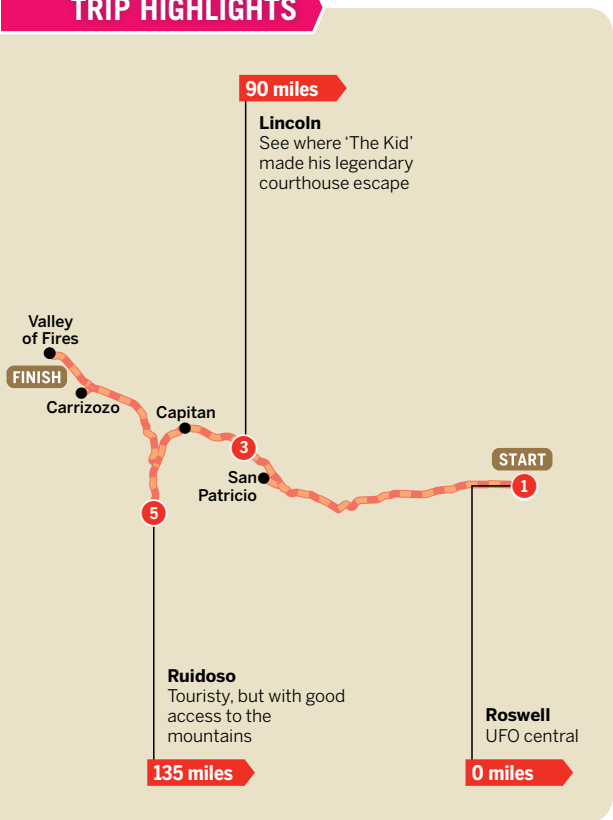 TRIP HIGHLIGHTS
90 miles
Lincoln
See where ‘The Kid’
made his legendary
courthouse escape
Valley
of Fires
FINISH
Carrizozo
Capitan
3
San
Patricio
START
1
5
Ruidoso
Touristy, but with good
access to the
mountains
135 miles
Roswell
UFO central
0 miles